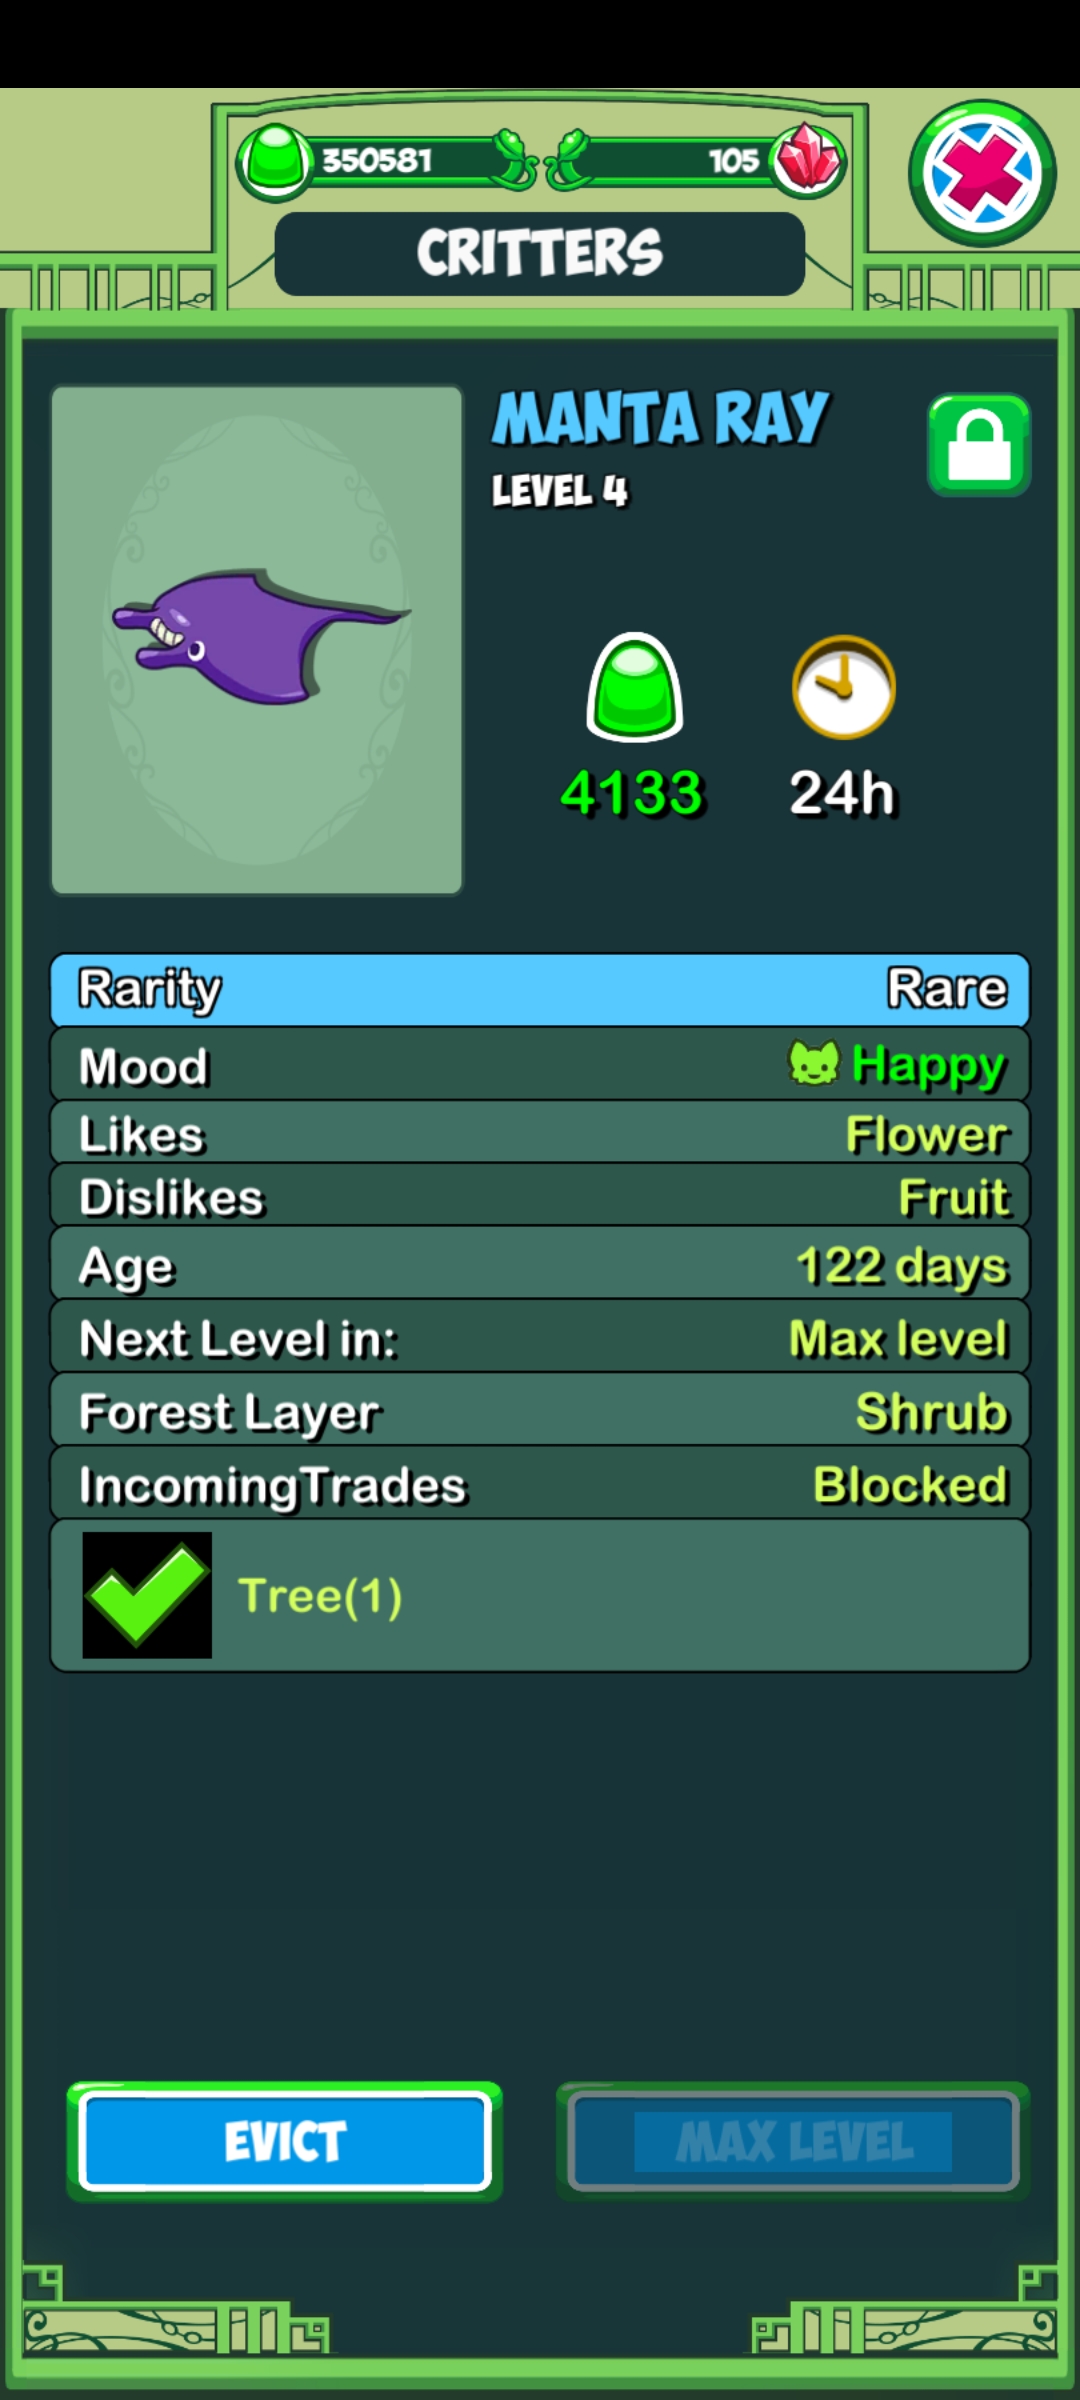 350581 105
CRITTERS
MANTA RAY
LEVEL 4
4133 24h
Rarity Rare
Mood Happy
Likes Flower
Dislikes Fruit
Age 122 days
Next Level in: Max level
Forest Layer Shrub
IncomingTrades Blocked
Tree(1)
EVICT MAX LEVEL